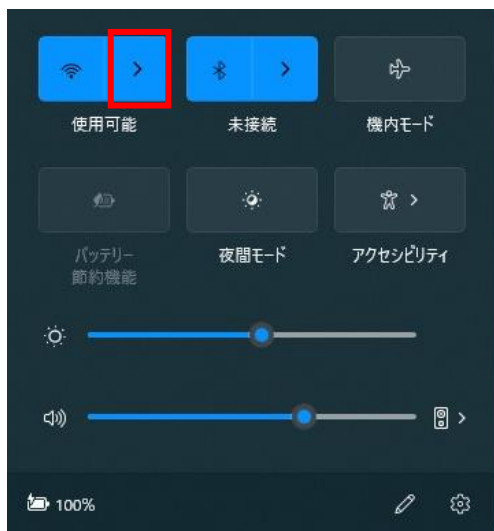 使用可能
未接続
機内モード
バッテリー
節約機能
夜間モード
アクセシビリティ
100%